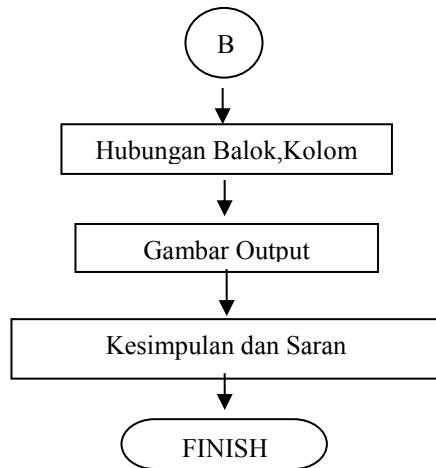 B
Hubungan Balok,Kolom
Gambar Output
Kesimpulan dan Saran
FINISH